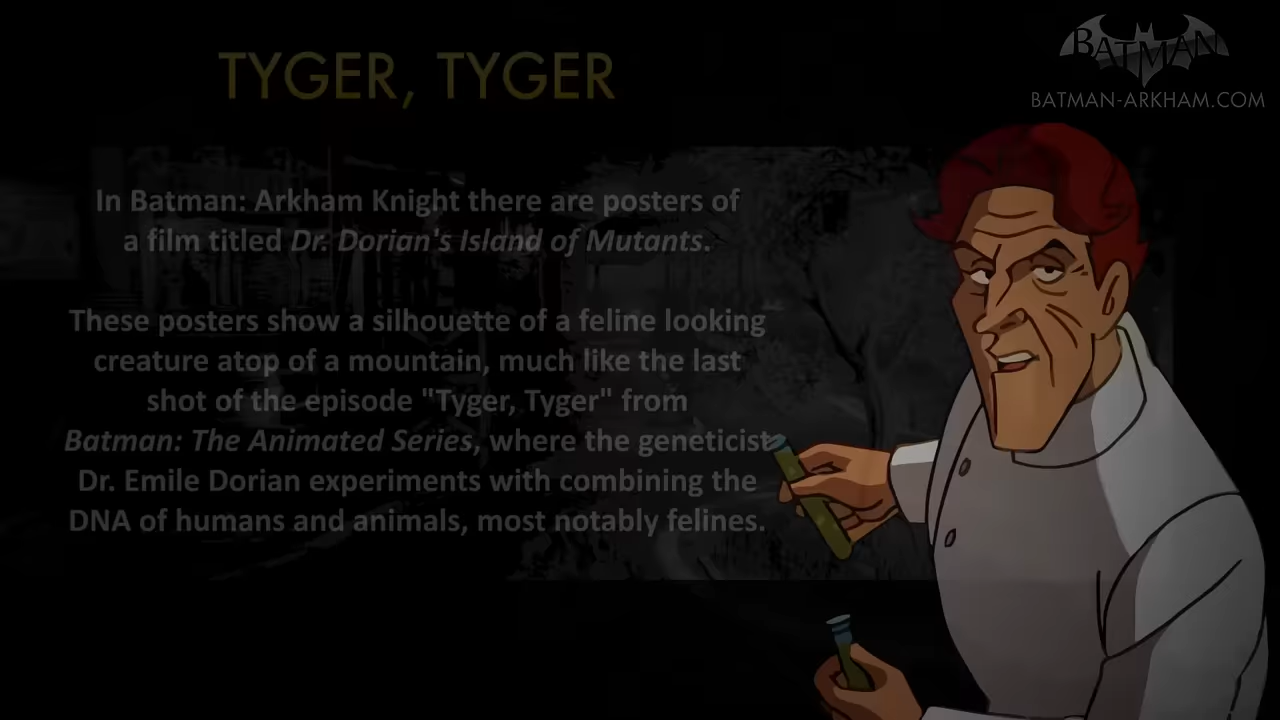 TYGER, TYGER
BATMAN
BATMAN-ARKHAM.COM
In Batman: Arkham Knight there are posters of
a film titled Dr. Dorian's Island of Mutants.
These posters show a silhouette of a feline looking
creature atop of a mountain, much like the last
shot of the episode "Tyger, Tyger" from
Batman: The Animated Series, where the geneticist
Dr. Emile Dorian experiments with combining the
DNA of humans and animals, most notably felines.